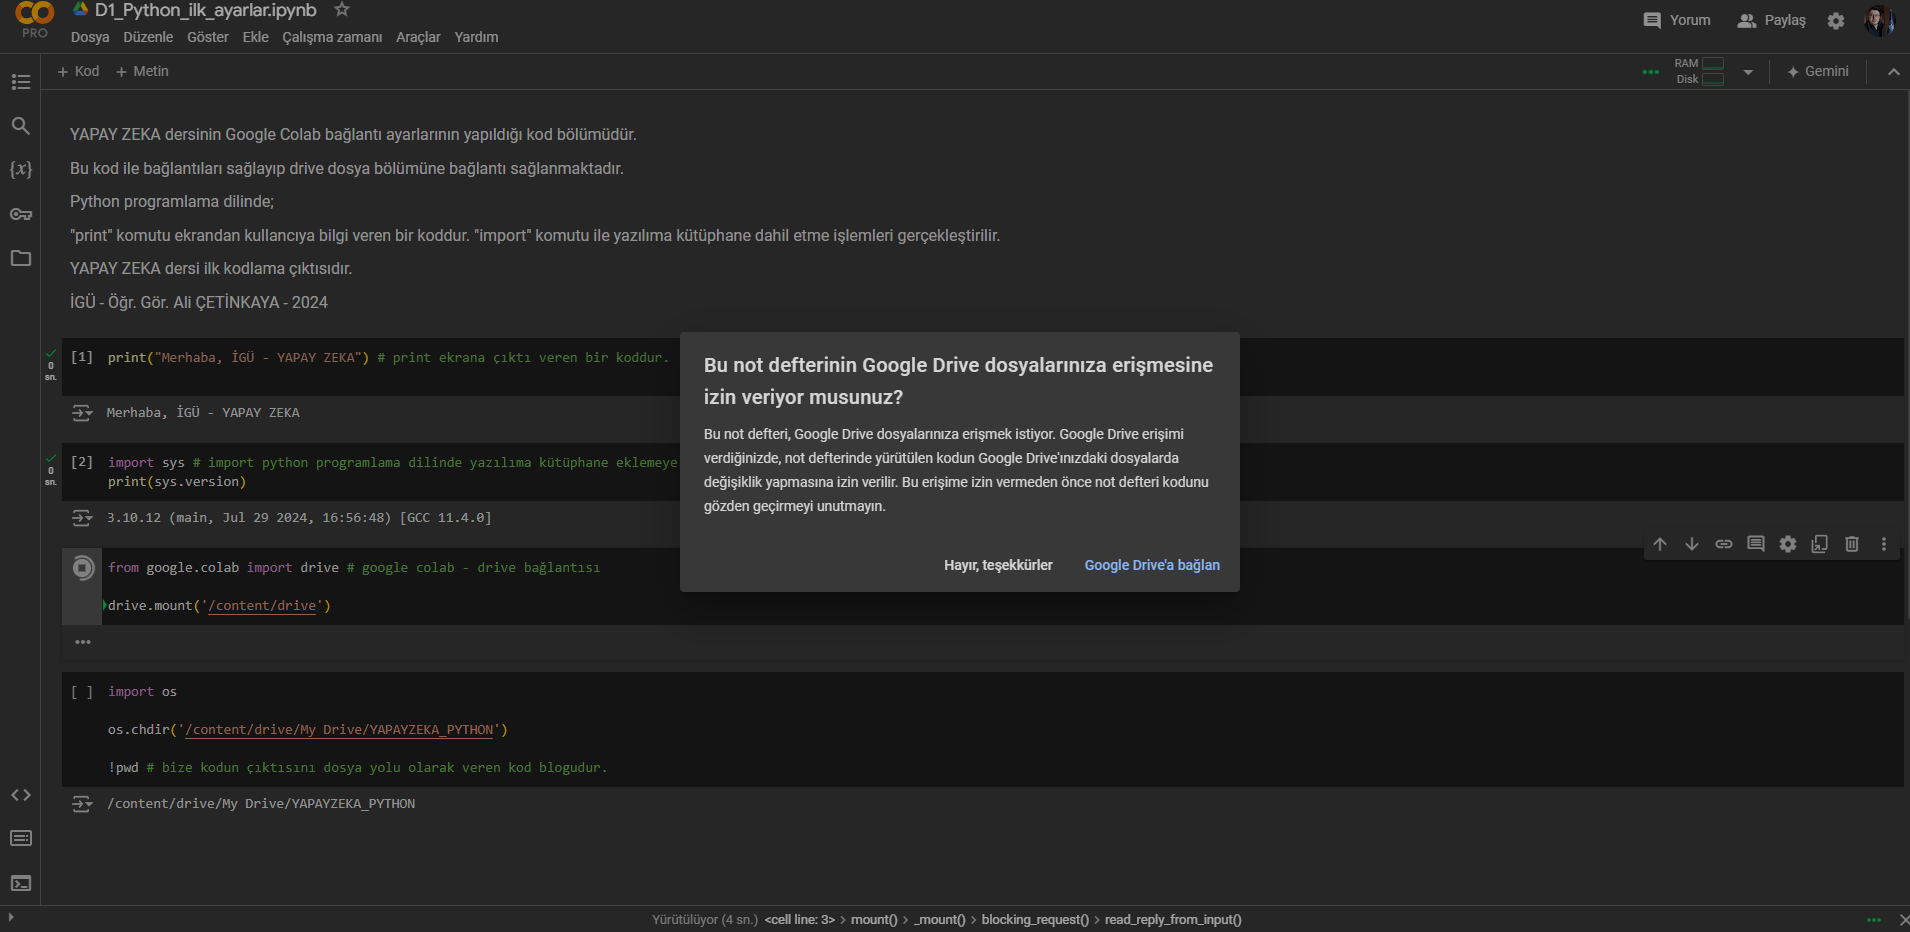 D1_Python_ilk_ayarlar.ipynb
PRO
Dosya Düzenle Göster Ekle Çalışma zamanı Araçlar Yardım
Yorum Paylaş
+ Kod + Metin
RAM
Disk
Gemini
YAPAY ZEKA dersinin Google Colab bağlantı ayarlarının yapıldığı kod bölümüdür.
Bu kod ile bağlantıları sağlayıp drive dosya bölümüne bağlantı sağlanmaktadır.
Python programlama dilinde;
"print" komutu ekrandan kullancıya bilgi veren bir koddur. "import" komutu ile yazılıma kütüphane dahil etme işlemleri gerçekleştirilir.
YAPAY ZEKA dersi ilk kodlama çıktısıdır.
İGÜ - Öğr. Gör. Ali ÇETİNKAYA - 2024
0
sn.
[1] print("Merhaba, İGÜ - YAPAY ZEKA") # print ekrana çıktı veren bir koddur.
Merhaba, İGÜ - YAPAY ZEKA
0
sn.
[2] import sys # import python programlama dilinde yazılıma kütüphane eklemeye
print(sys.version)
3.10.12 (main, Jul 29 2024, 16:56:48) [GCC 11.4.0]
from google.colab import drive # google colab - drive bağlantısı
drive.mount('/content/drive')
[ ] import os
os.chdir('/content/drive/My Drive/YAPAYZEKA_PYTHON')
!pwd # bize kodun çıktısını dosya yolu olarak veren kod blogudur.
/content/drive/My Drive/YAPAYZEKA_PYTHON
Bu not defterinin Google Drive dosyalarınıza erişmesine
izin veriyor musunuz?
Bu not defteri, Google Drive dosyalarınıza erişmek istiyor. Google Drive erişimi
verdiğinizde, not defterinde yürütülen kodun Google Drive'ınızdaki dosyalarda
değişiklik yapmasına izin verilir. Bu erişime izin vermeden önce not defteri kodunu
gözden geçirmeyi unutmayın.
Hayır, teşekkürler Google Drive'a bağlan
Yürütülüyor (4 sn.) <cell line: 3> > mount() > _mount() > blocking_request() > read_reply_from_input()